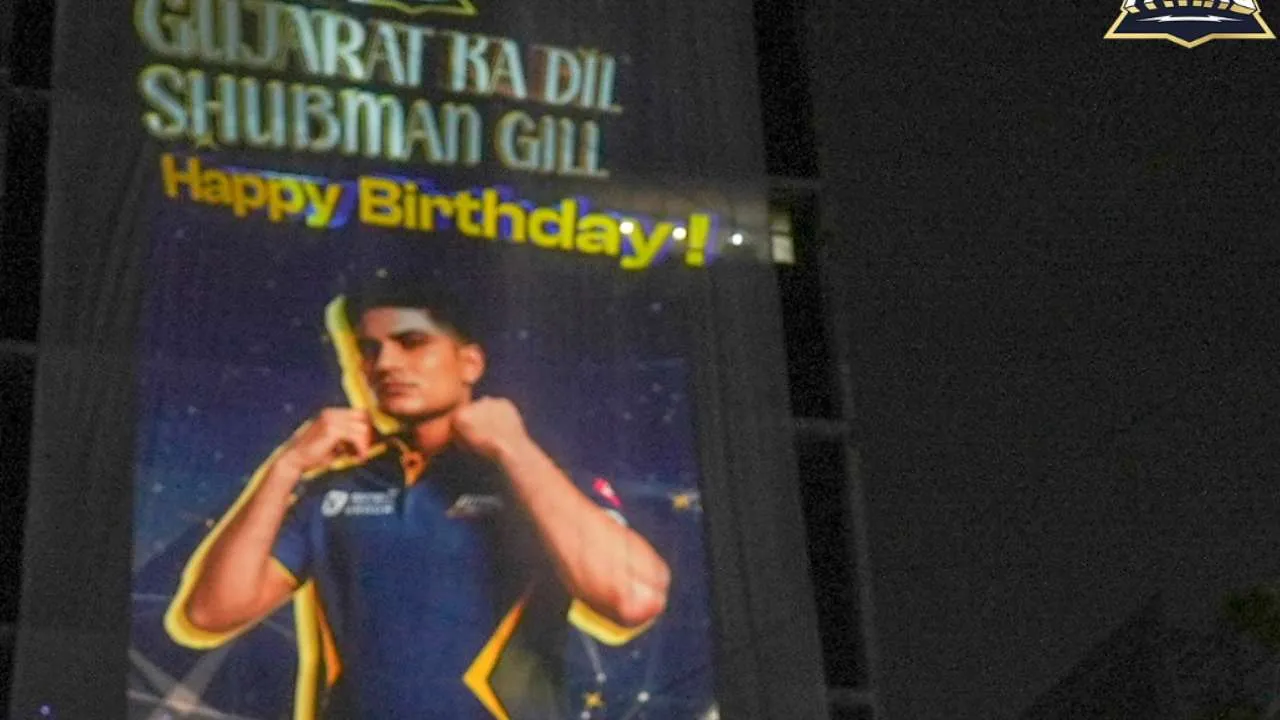 GUJARAT KA DIL
SHUBMAN GILL
Happy Birthday !